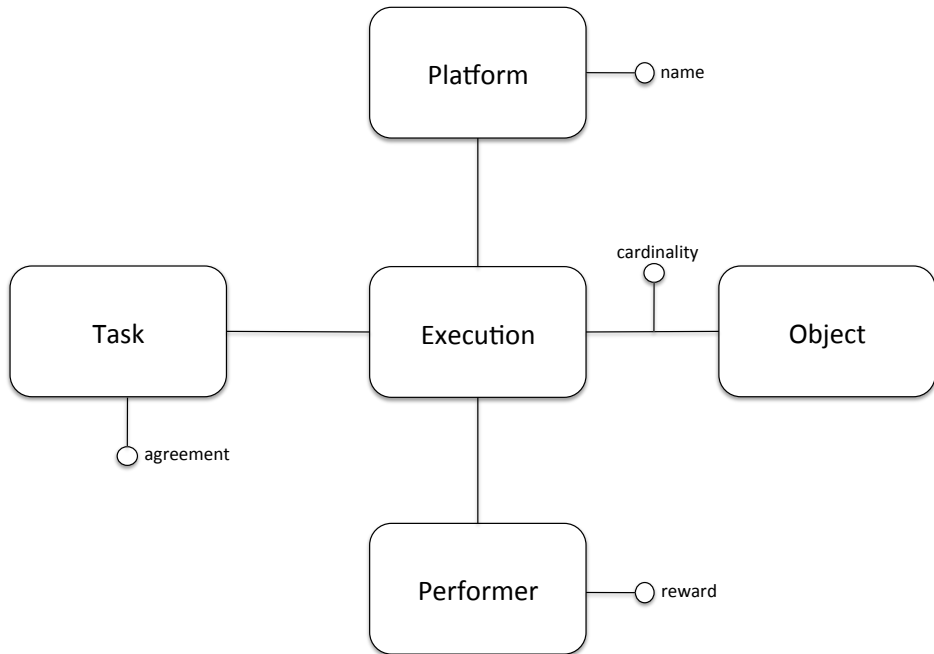 Platform
name
cardinality
Task
Execution
Object
agreement
Performer
reward